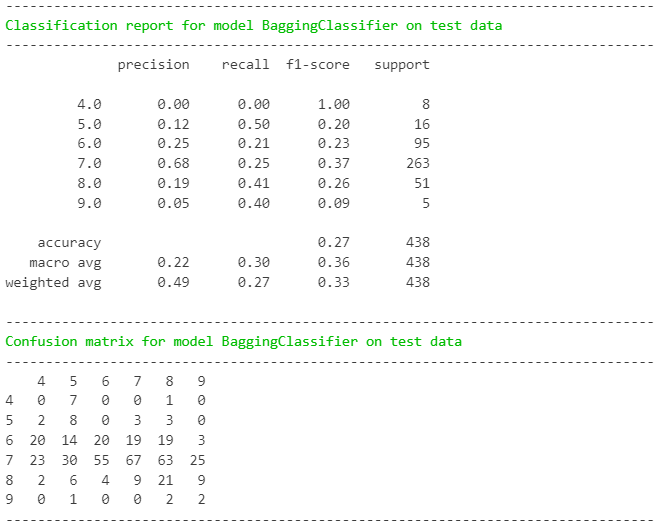 --------------------------------------------------------------------------------
Classification report for model BaggingClassifier on test data
--------------------------------------------------------------------------------
              precision    recall  f1-score   support

         4.0       0.00      0.00      1.00         8
         5.0       0.12      0.50      0.20        16
         6.0       0.25      0.21      0.23        95
         7.0       0.68      0.25      0.37       263
         8.0       0.19      0.41      0.26        51
         9.0       0.05      0.40      0.09         5

    accuracy                           0.27       438
   macro avg       0.22      0.30      0.36       438
weighted avg       0.49      0.27      0.33       438

--------------------------------------------------------------------------------
Confusion matrix for model BaggingClassifier on test data
--------------------------------------------------------------------------------
    4   5   6   7   8   9
4   0   7   0   0   1   0
5   2   8   0   3   3   0
6  20  14  20  19  19   3
7  23  30  55  67  63  25
8   2   6   4   9  21   9
9   0   1   0   0   2   2
--------------------------------------------------------------------------------